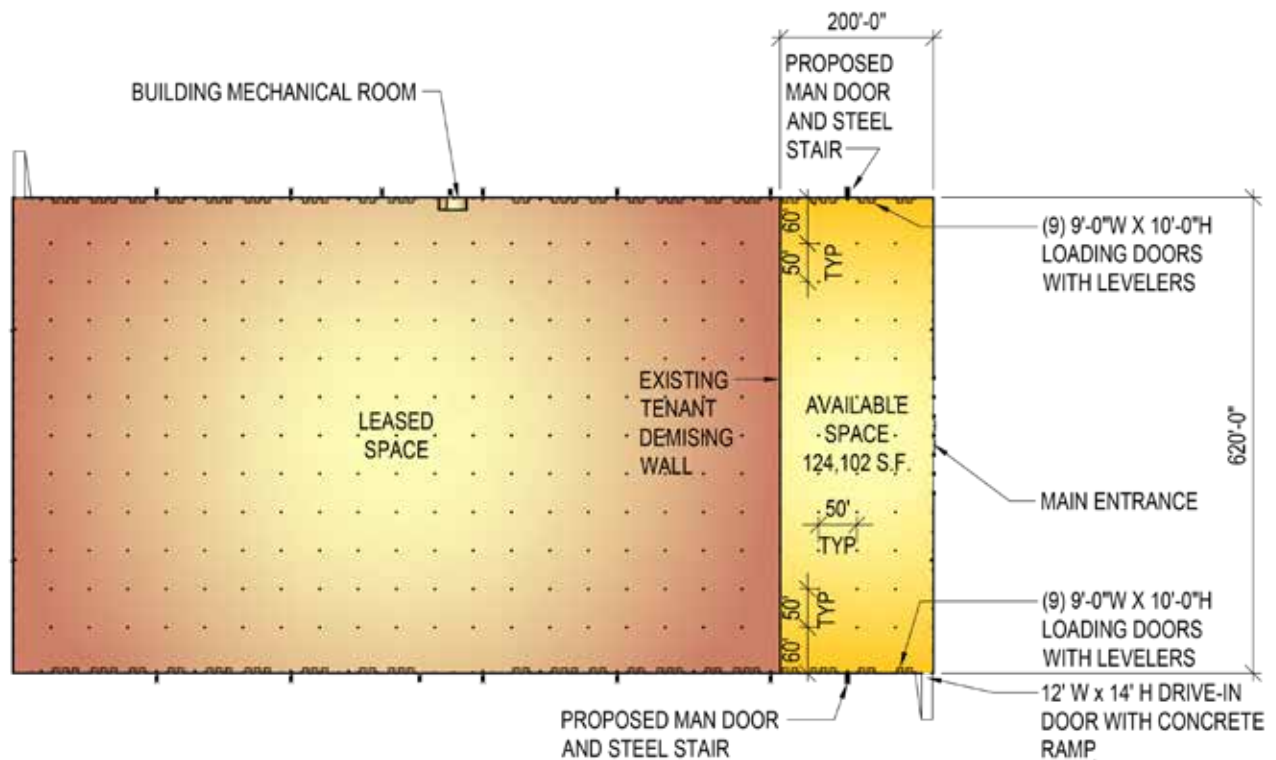 200'-0"
PROPOSED
MAN DOOR
AND STEEL
STAIR
BUILDING MECHANICAL ROOM
60'
50'
TYP
(9) 9'-0"W X 10'-0"H
LOADING DOORS
WITH LEVELERS
EXISTING
TENANT
DEMISING
WALL
LEASED
SPACE
AVAILABLE
SPACE
124,102 S.F.
620'-0"
MAIN ENTRANCE
50'
TYP
50'
TYP
60'
(9) 9'-0"W X 10'-0"H
LOADING DOORS
WITH LEVELERS
12' W x 14' H DRIVE-IN
DOOR WITH CONCRETE
RAMP
PROPOSED MAN DOOR
AND STEEL STAIR